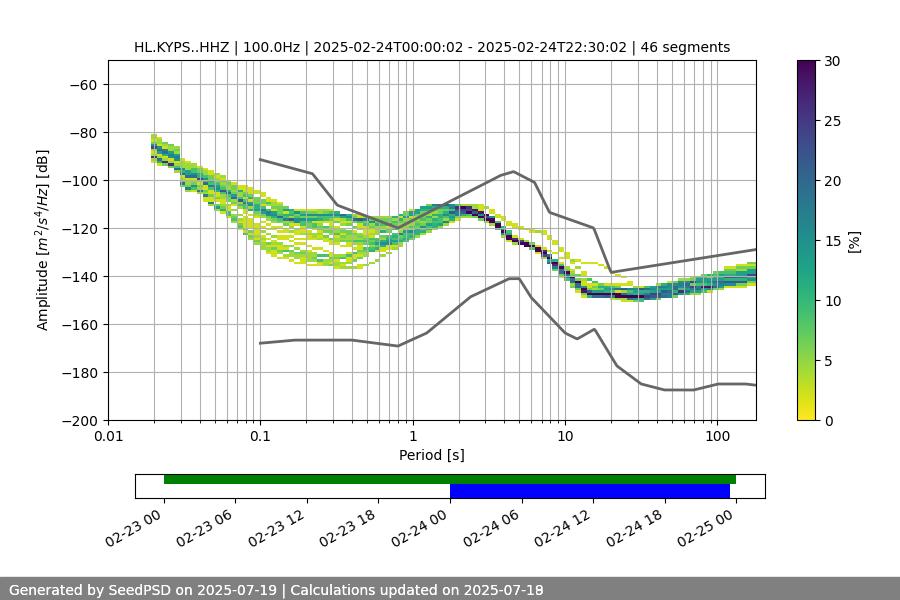 HL.KYPS..HHZ | 100.0Hz | 2025-02-24T00:00:02 - 2025-02-24T22:30:02 | 46 segments
Amplitude [m²/s⁴/Hz] [dB]
−60
−80
−100
−120
−140
−160
−180
−200
0.01 0.1 1 10 100
Period [s]
30
25
20
15
10
5
0
[%]
02-23 00 02-23 06 02-23 12 02-23 18 02-24 00 02-24 06 02-24 12 02-24 18 02-25 00
Generated by SeedPSD on 2025-07-19 | Calculations updated on 2025-07-18